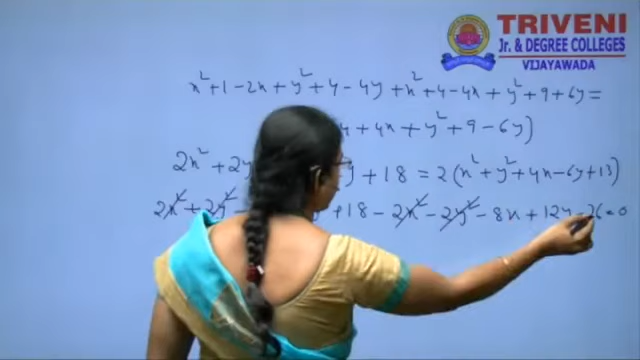 TRIVENI
Jr. & DEGREE COLLEGES
VIJAYAWADA
x² + 1 - 2x + y² + 4 - 4y + x² + 4 - 4x + y² + 9 + 6y =
4 + 4x + y² + 9 - 6y)
2x² + 2y y + 18 = 2(x² + y² + 4x - 6y + 13)
2x² + 2y² + 18 - 2x² - 2y² - 8x + 12y - 26 = 0